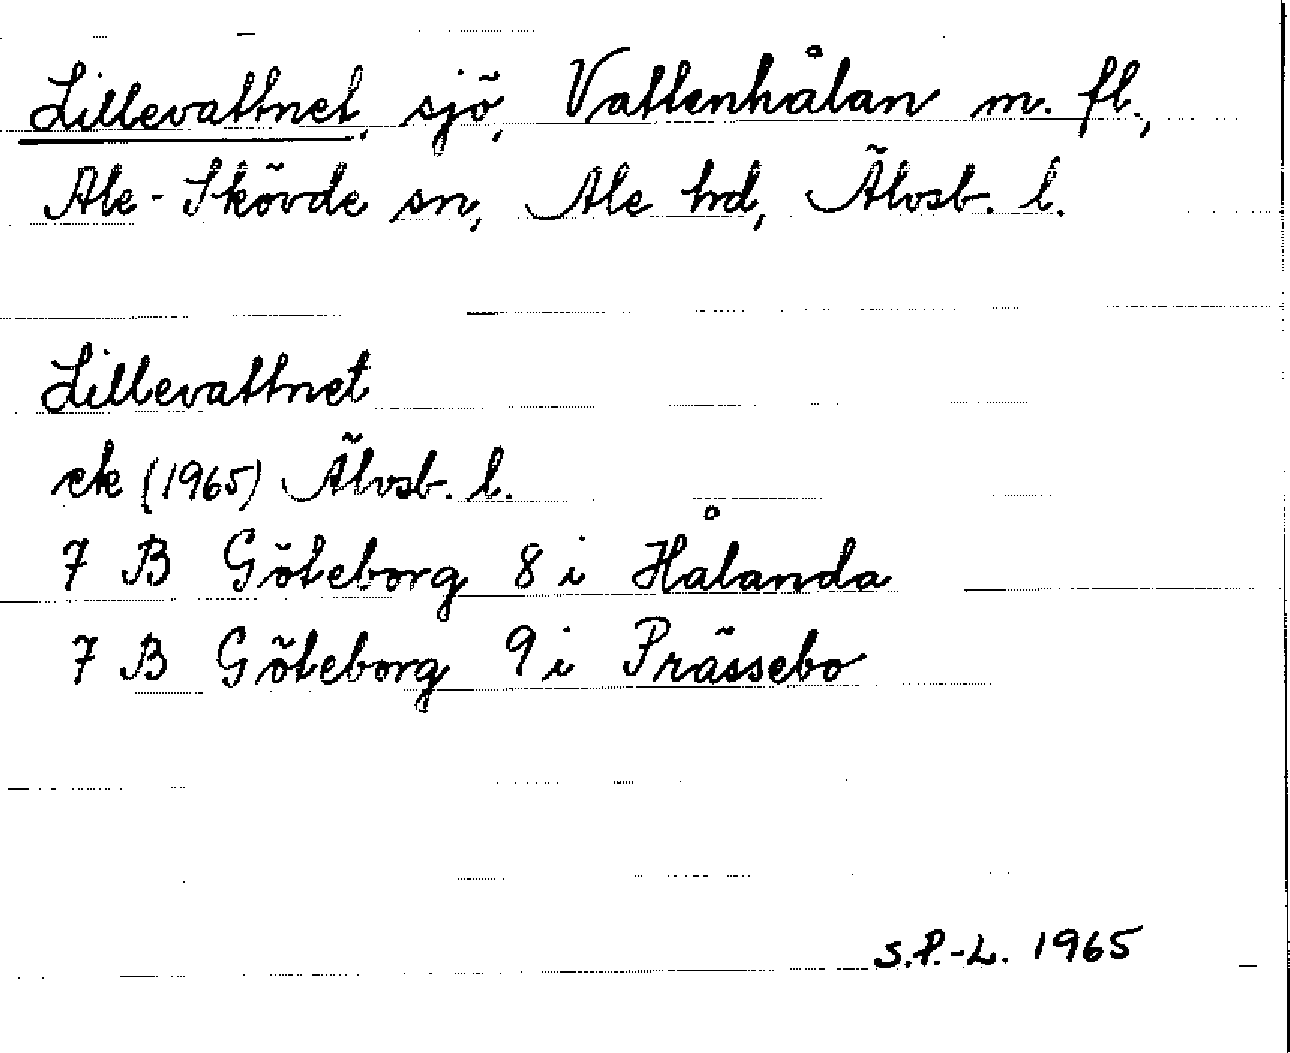 Lillevattnet, sjö, Vattenhålan m. fl.,
Ale-Skövde sn, Ale hd, Älvsb. l.
Lillevattnet
ek (1965) Älvsb. l.
7 B Göteborg 8 i Hålanda
7 B Göteborg 9 i Prässebo
S.P.-L. 1965